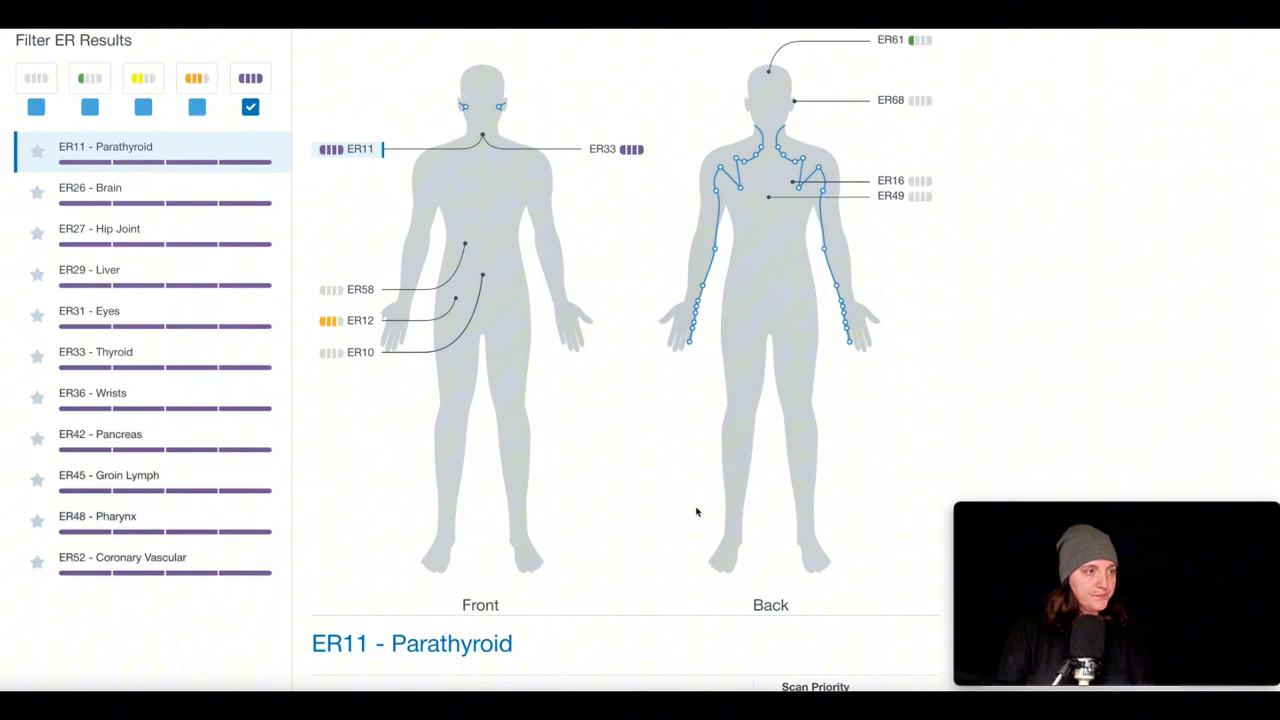 Filter ER Results
ER11 - Parathyroid
ER26 - Brain
ER27 - Hip Joint
ER29 - Liver
ER31 - Eyes
ER33 - Thyroid
ER36 - Wrists
ER42 - Pancreas
ER45 - Groin Lymph
ER48 - Pharynx
ER52 - Coronary Vascular
ER11
ER33
ER58
ER12
ER10
ER61
ER68
ER16
ER49
Front
Back
ER11 - Parathyroid
Scan Priority